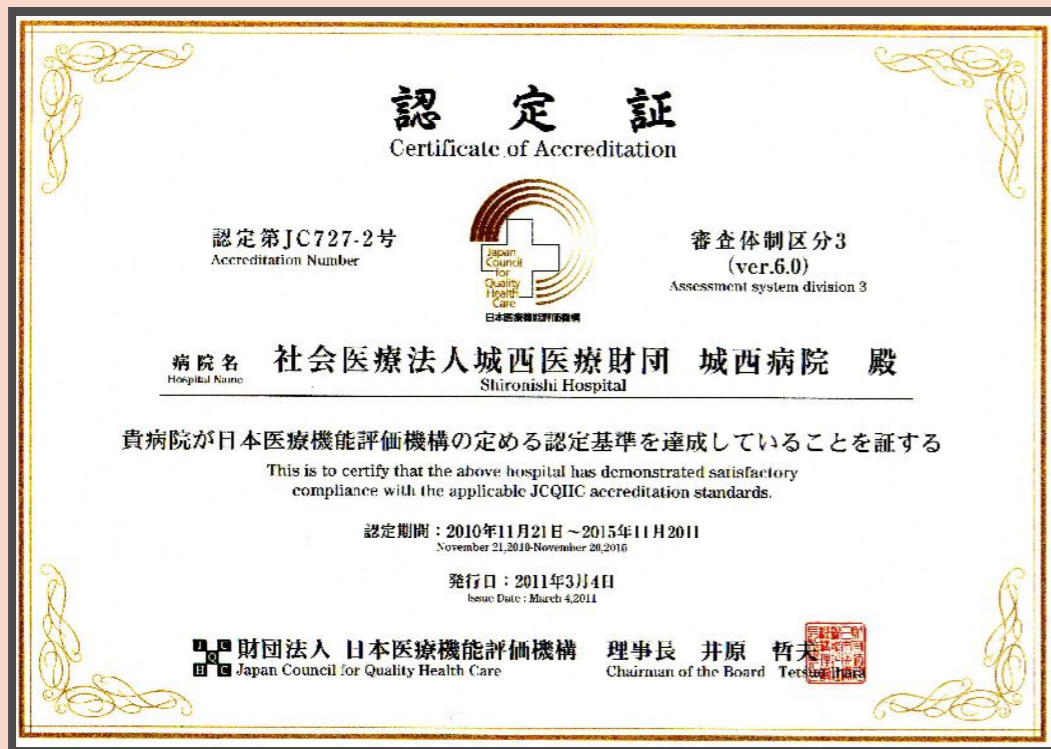 認定証
Certificate of Accreditation
認定第JC727-2号
Accreditation Number
Japan
Council
for
Quality
Health
Care
日本医療機能評価機構
審査体制区分3
(ver.6.0)
Assessment system division 3
病院名 社会医療法人城西医療財団 城西病院 殿
Hospital Name Shironishi Hospital
貴病院が日本医療機能評価機構の定める認定基準を達成していることを証する
This is to certify that the above hospital has demonstrated satisfactory
compliance with the applicable JCQHC accreditation standards.
認定期間：2010年11月21日～2015年11月20日
November 21,2010-November 20,2015
発行日：2011年3月4日
Issue Date : March 4,2011
JCQHC 財団法人 日本医療機能評価機構 理事長 井原 哲夫
Japan Council for Quality Health Care Chairman of the Board Tetsuo Ihara